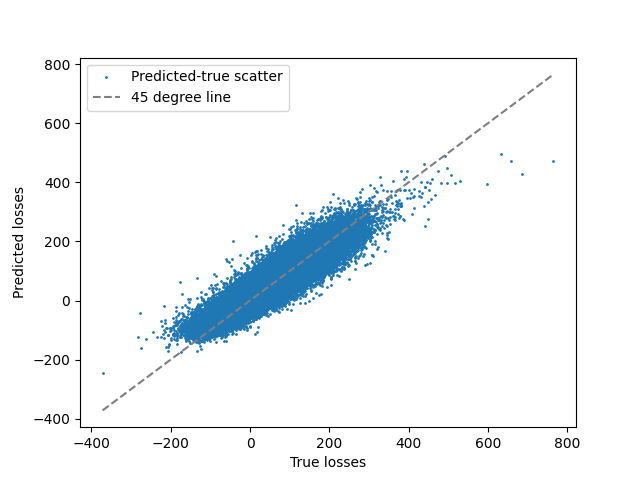 800
600
400
200
0
−200
−400
Predicted losses
Predicted-true scatter
45 degree line
−400 −200 0 200 400 600 800
True losses